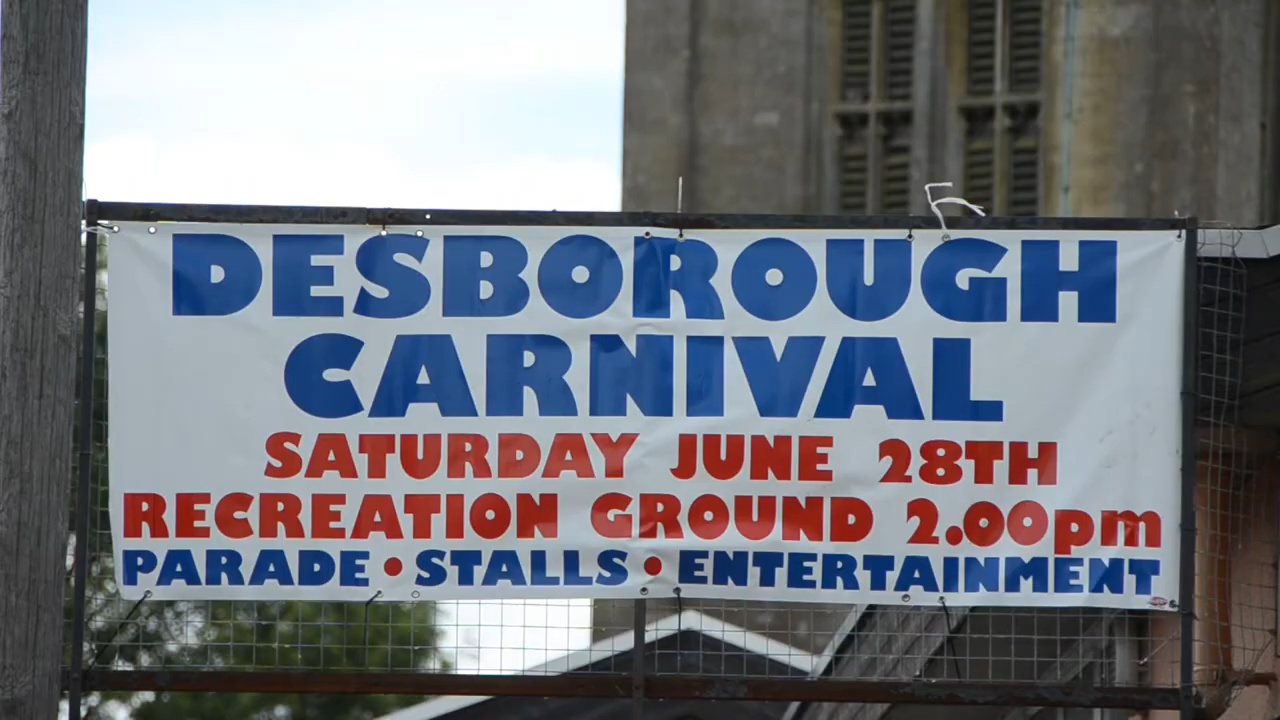 DESBOROUGH
CARNIVAL
SATURDAY JUNE 28TH
RECREATION GROUND 2.00pm
PARADE • STALLS • ENTERTAINMENT